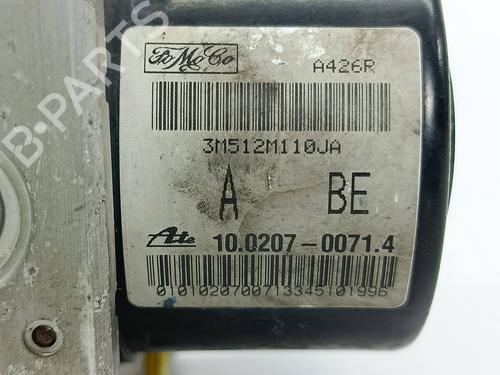 FoMoCo
A426R
3M512M110JA
A BE
Ate 10.0207-0071.4
0101020700713345101996
B-PARTS